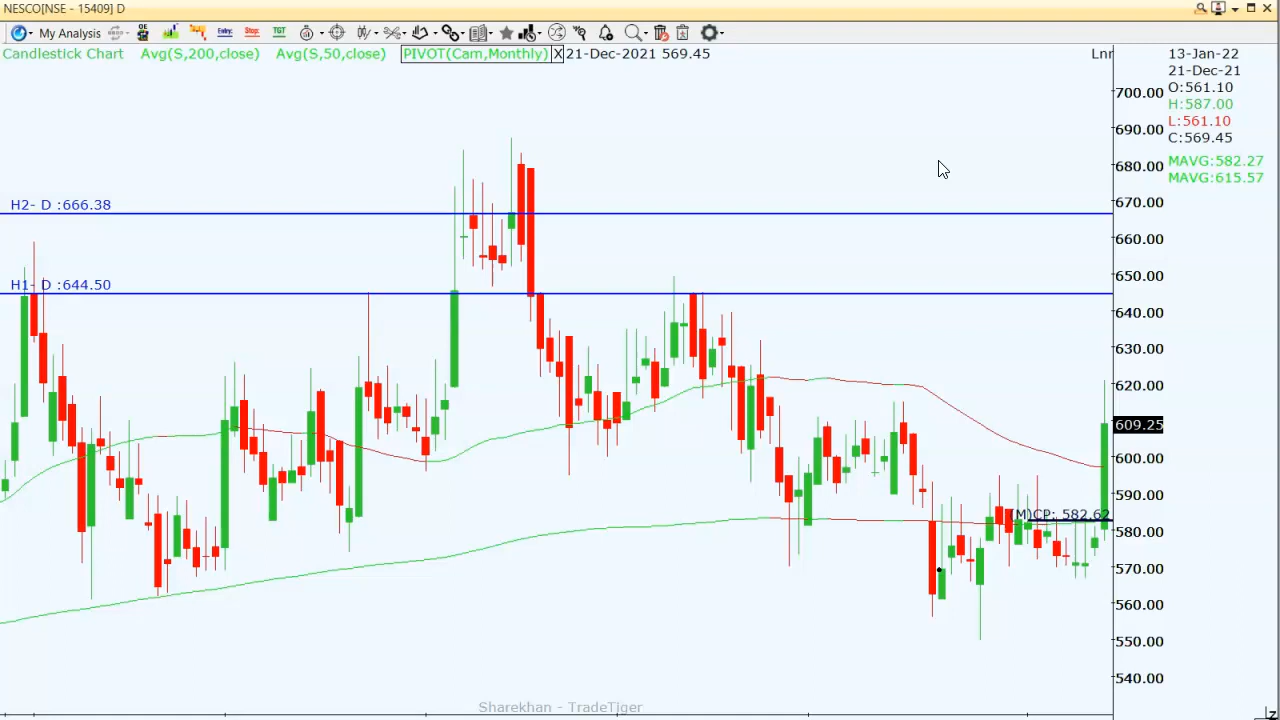 NESCO[NSE - 15409] D
My Analysis
Candlestick Chart Avg(S,200,close) Avg(S,50,close) PIVOT(Cam,Monthly) X 21-Dec-2021 569.45
Lnr
13-Jan-22
21-Dec-21
O:561.10
H:587.00
L:561.10
C:569.45
MAVG:582.27
MAVG:615.57
700.00
690.00
680.00
670.00
660.00
650.00
640.00
630.00
620.00
609.25
600.00
590.00
580.00
570.00
560.00
550.00
540.00
H2- D :666.38
H1- D :644.50
(M)CP: 582.62
Sharekhan - TradeTiger
Z